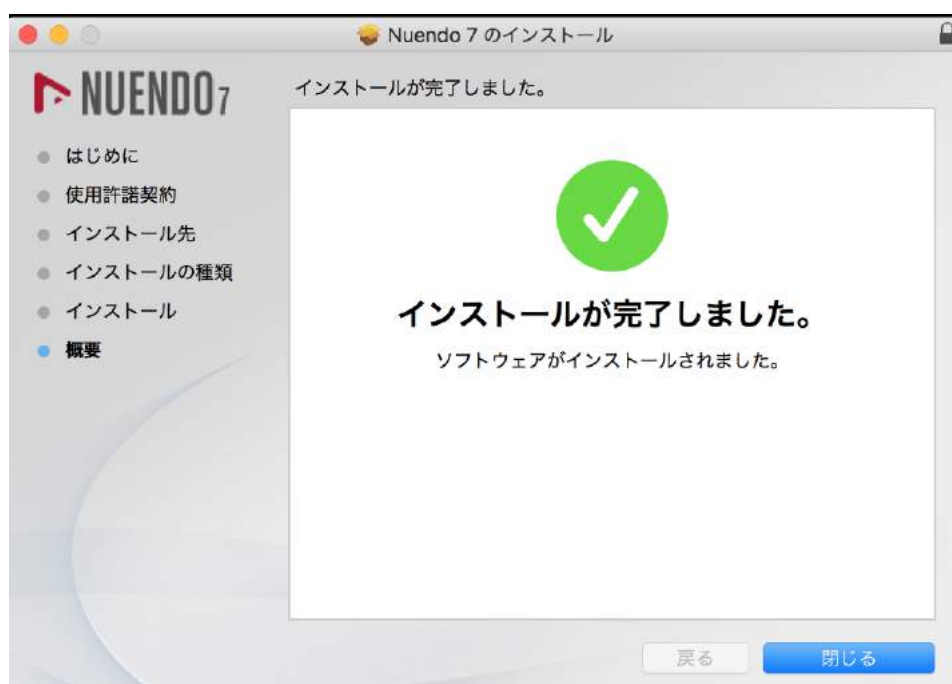 Nuendo 7 のインストール
NUENDO7
インストールが完了しました。
はじめに
使用許諾契約
インストール先
インストールの種類
インストール
概要
インストールが完了しました。
ソフトウェアがインストールされました。
戻る
閉じる